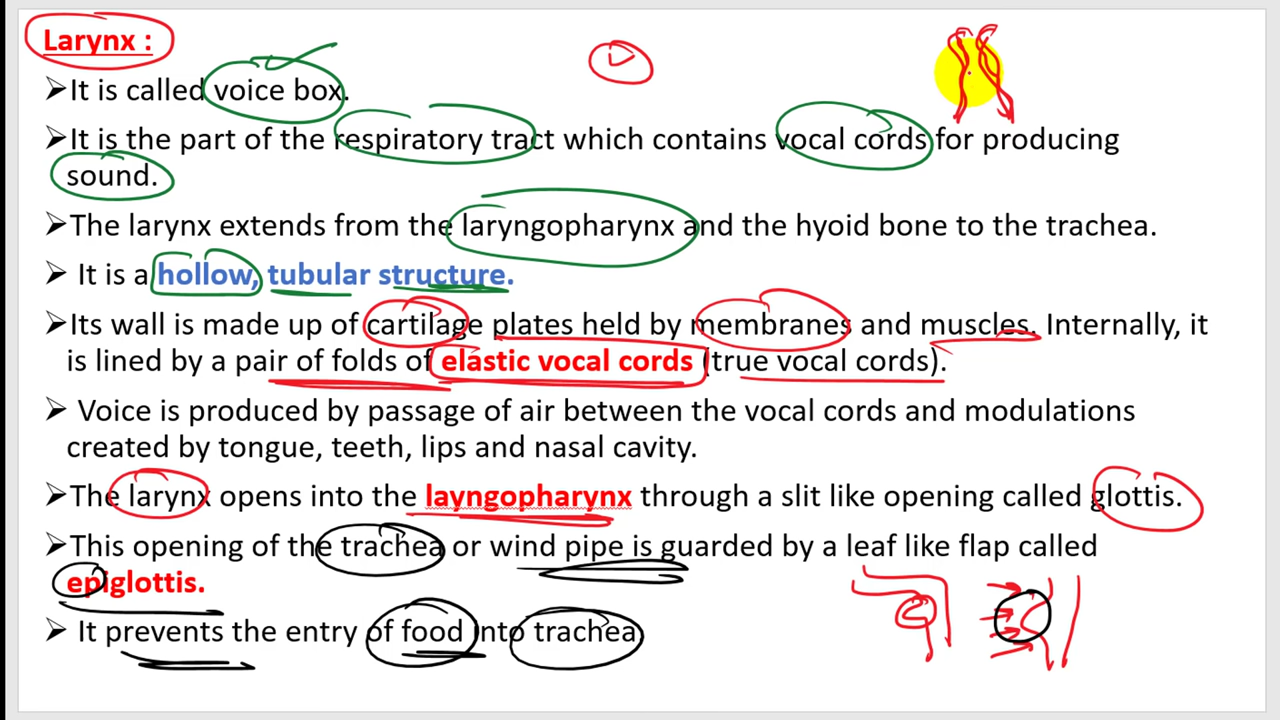 Larynx :
➢It is called voice box.
➢It is the part of the respiratory tract which contains vocal cords for producing
sound.
➢The larynx extends from the laryngopharynx and the hyoid bone to the trachea.
➢ It is a hollow, tubular structure.
➢Its wall is made up of cartilage plates held by membranes and muscles. Internally, it
is lined by a pair of folds of elastic vocal cords (true vocal cords).
➢ Voice is produced by passage of air between the vocal cords and modulations
created by tongue, teeth, lips and nasal cavity.
➢The larynx opens into the layngopharynx through a slit like opening called glottis.
➢This opening of the trachea or wind pipe is guarded by a leaf like flap called
epiglottis.
➢ It prevents the entry of food into trachea.